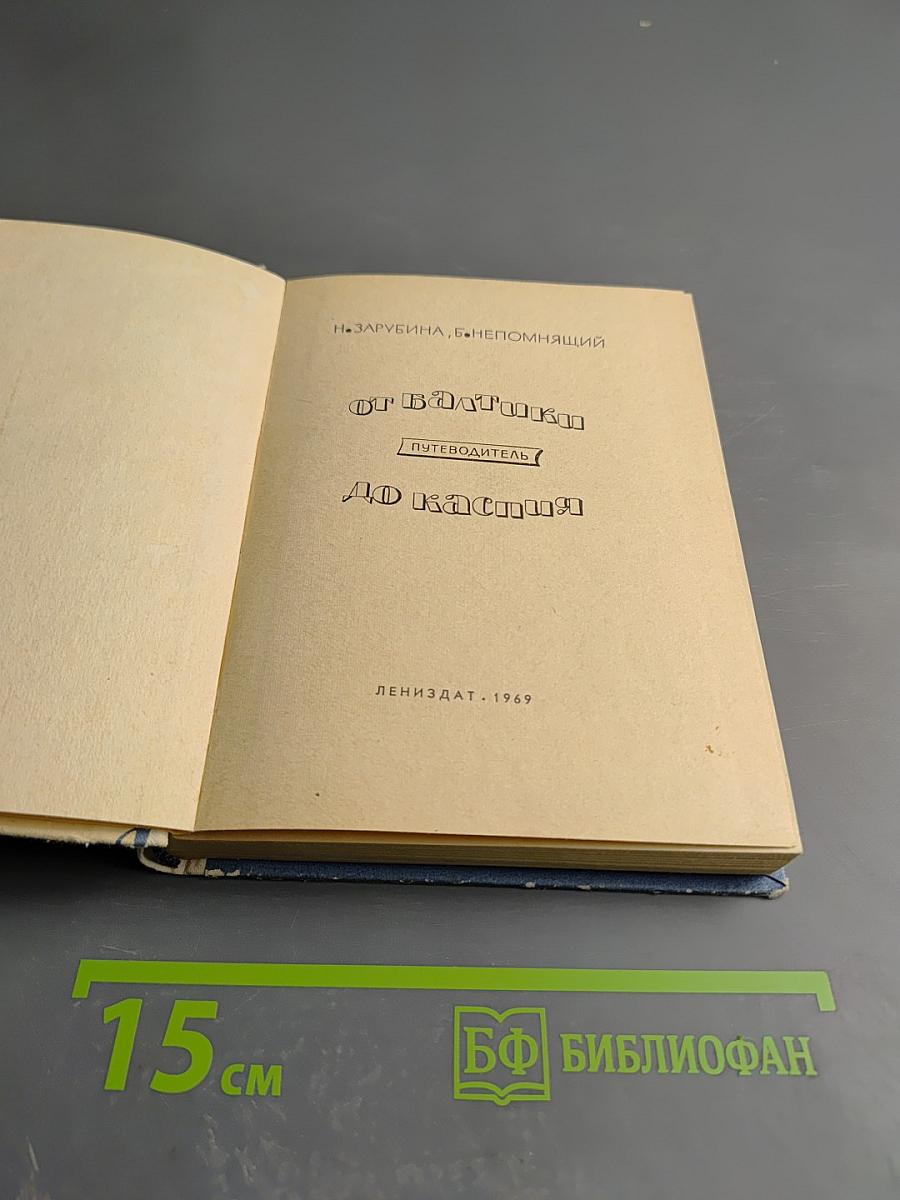 Н. ЗАРУБИНА, Б. НЕПОМНЯЩИЙ
ОТ БАЛТИКИ
ПУТЕВОДИТЕЛЬ
ДО КАСПИЯ
ЛЕНИЗДАТ. 1969
15 см
БФ БИБЛИОФАН